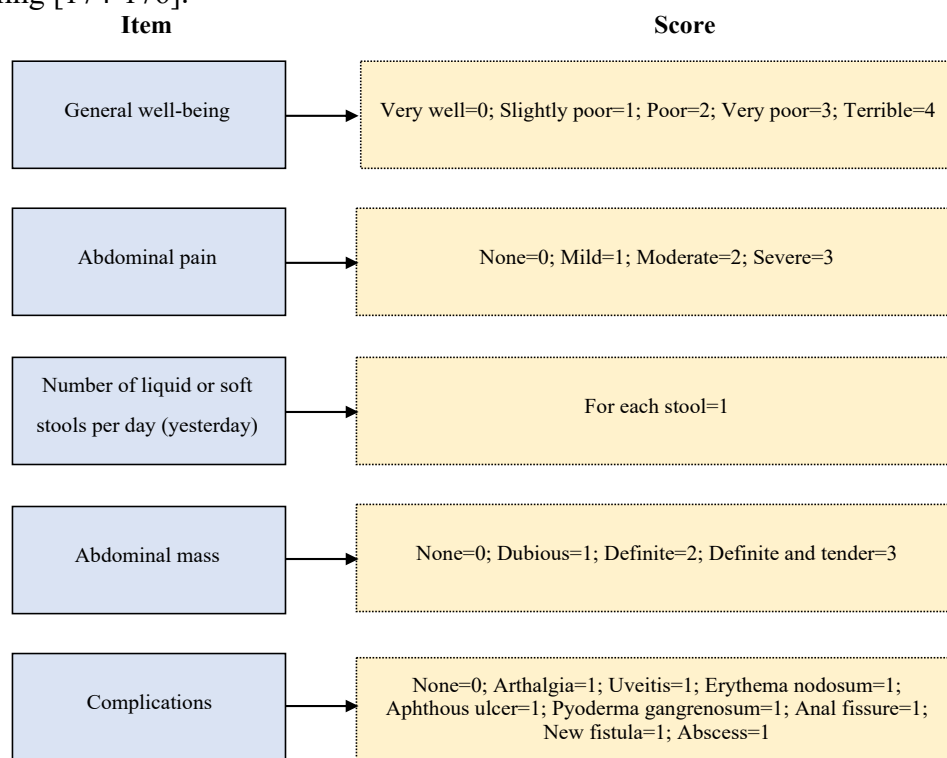 Item
Score
General well-being
Very well=0; Slightly poor=1; Poor=2; Very poor=3; Terrible=4
Abdominal pain
None=0; Mild=1; Moderate=2; Severe=3
Number of liquid or soft
stools per day (yesterday)
For each stool=1
Abdominal mass
None=0; Dubious=1; Definite=2; Definite and tender=3
Complications
None=0; Arthalgia=1; Uveitis=1; Erythema nodosum=1;
Aphthous ulcer=1; Pyoderma gangrenosum=1; Anal fissure=1;
New fistula=1; Abscess=1